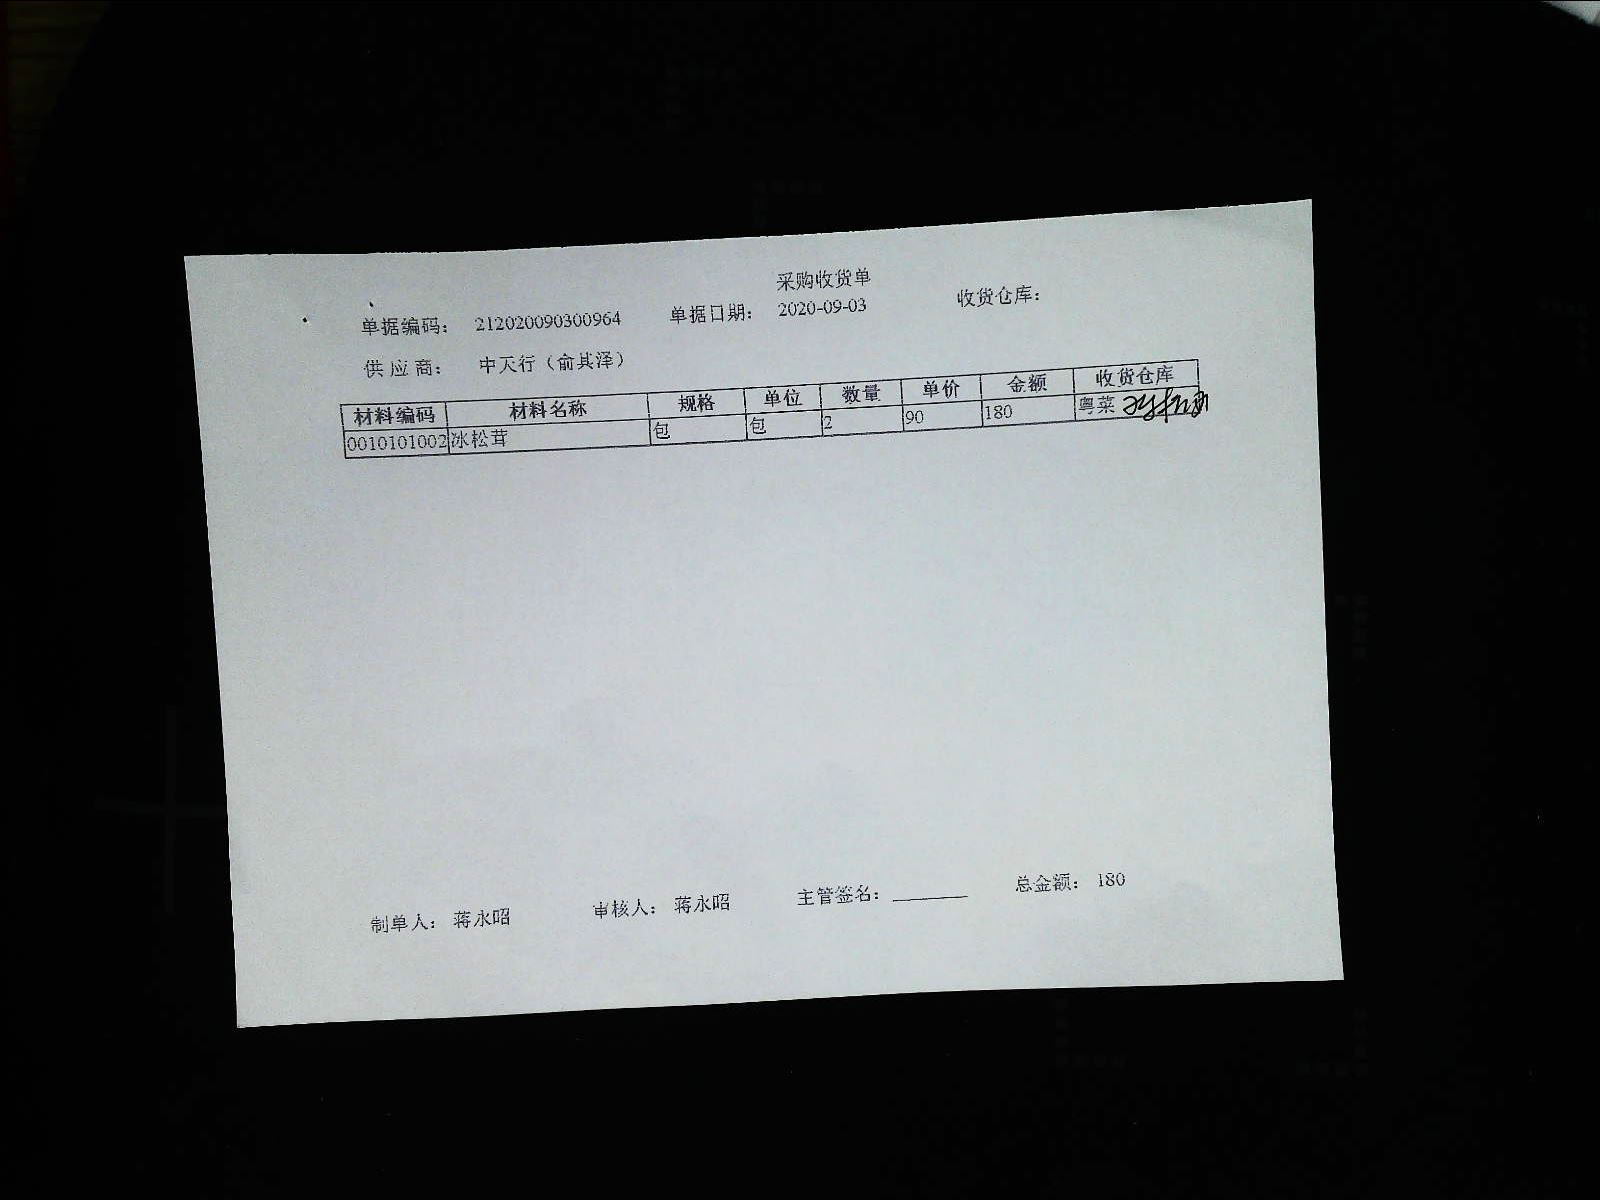 采购收货单
单据编码： 212020090300964 单据日期： 2020-09-03 收货仓库：
供应商： 中天行（俞其泽）
材料编码 材料名称 规格 单位 数量 单价 金额 收货仓库
0010101002 冰松茸 包 包 2 90 180 粤菜
制单人： 蒋永昭 审核人： 蒋永昭 主管签名： 总金额： 180